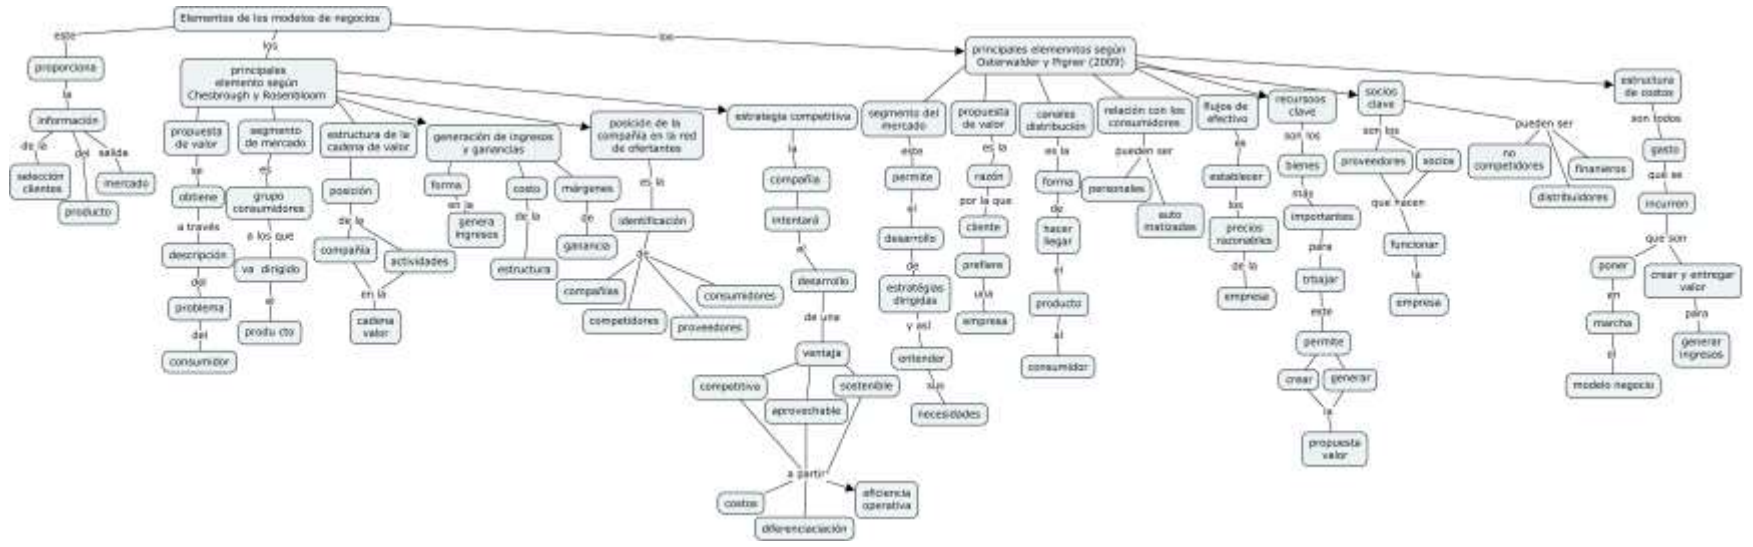 Elementos de los modelos de negocios
este
los
los
proporciona
la
información
de la
del
salida
selección
clientes
producto
mercado
principales
elemento según
Chesbrough y Rosenbloom
propuesta
de valor
se
obtiene
a través
descripción
del
problema
del
consumidor
segmento
de mercado
es
grupo
consumidores
a los que
va dirigido
el
produ cto
estructura de la
cadena de valor
posición
de la
compañía
actividades
en la
cadena
valor
generación de ingresos
y ganancias
forma
en la
genera
ingresos
costo
de la
estructura
márgenes
de
ganancia
posición de la
compañía en la red
de ofertantes
es la
identificación
de
compañías
competidores
proveedores
consumidores
estrategia competitiva
la
compañía
intentará
el
desarrollo
de una
ventaja
competitiva
aprovechable
sostenible
a partir
costos
diferenciaciación
eficiencia
operativa
principales elemenntos según
Osterwalder y Pigner (2009)
segmento del
mercado
este
permite
el
desarrollo
de
estratégias
dirigidas
y así
entender
sus
necesidades
propuesta
de valor
es la
razón
por la que
cliente
prefiere
una
empresa
canales
distribución
es la
forma
de
hacer
llegar
el
producto
al
consumidor
relación con los
consumidores
pueden ser
personales
auto
matizadas
flujos de
efectivo
es
establecer
los
precios
razonables
de la
empresa
recursoos
clave
son los
bienes
más
importantes
para
trbajar
este
permite
crear
generar
la
propuesta
valor
socios
clave
son los
proveedores
socios
que hacen
funcionar
la
empresa
pueden ser
no
competidores
distribuidores
finanieros
estructura
de costos
son todos
gasto
que se
incurren
que son
poner
en
marcha
el
modelo negocio
crear y entregar
valor
para
generar
ingresos